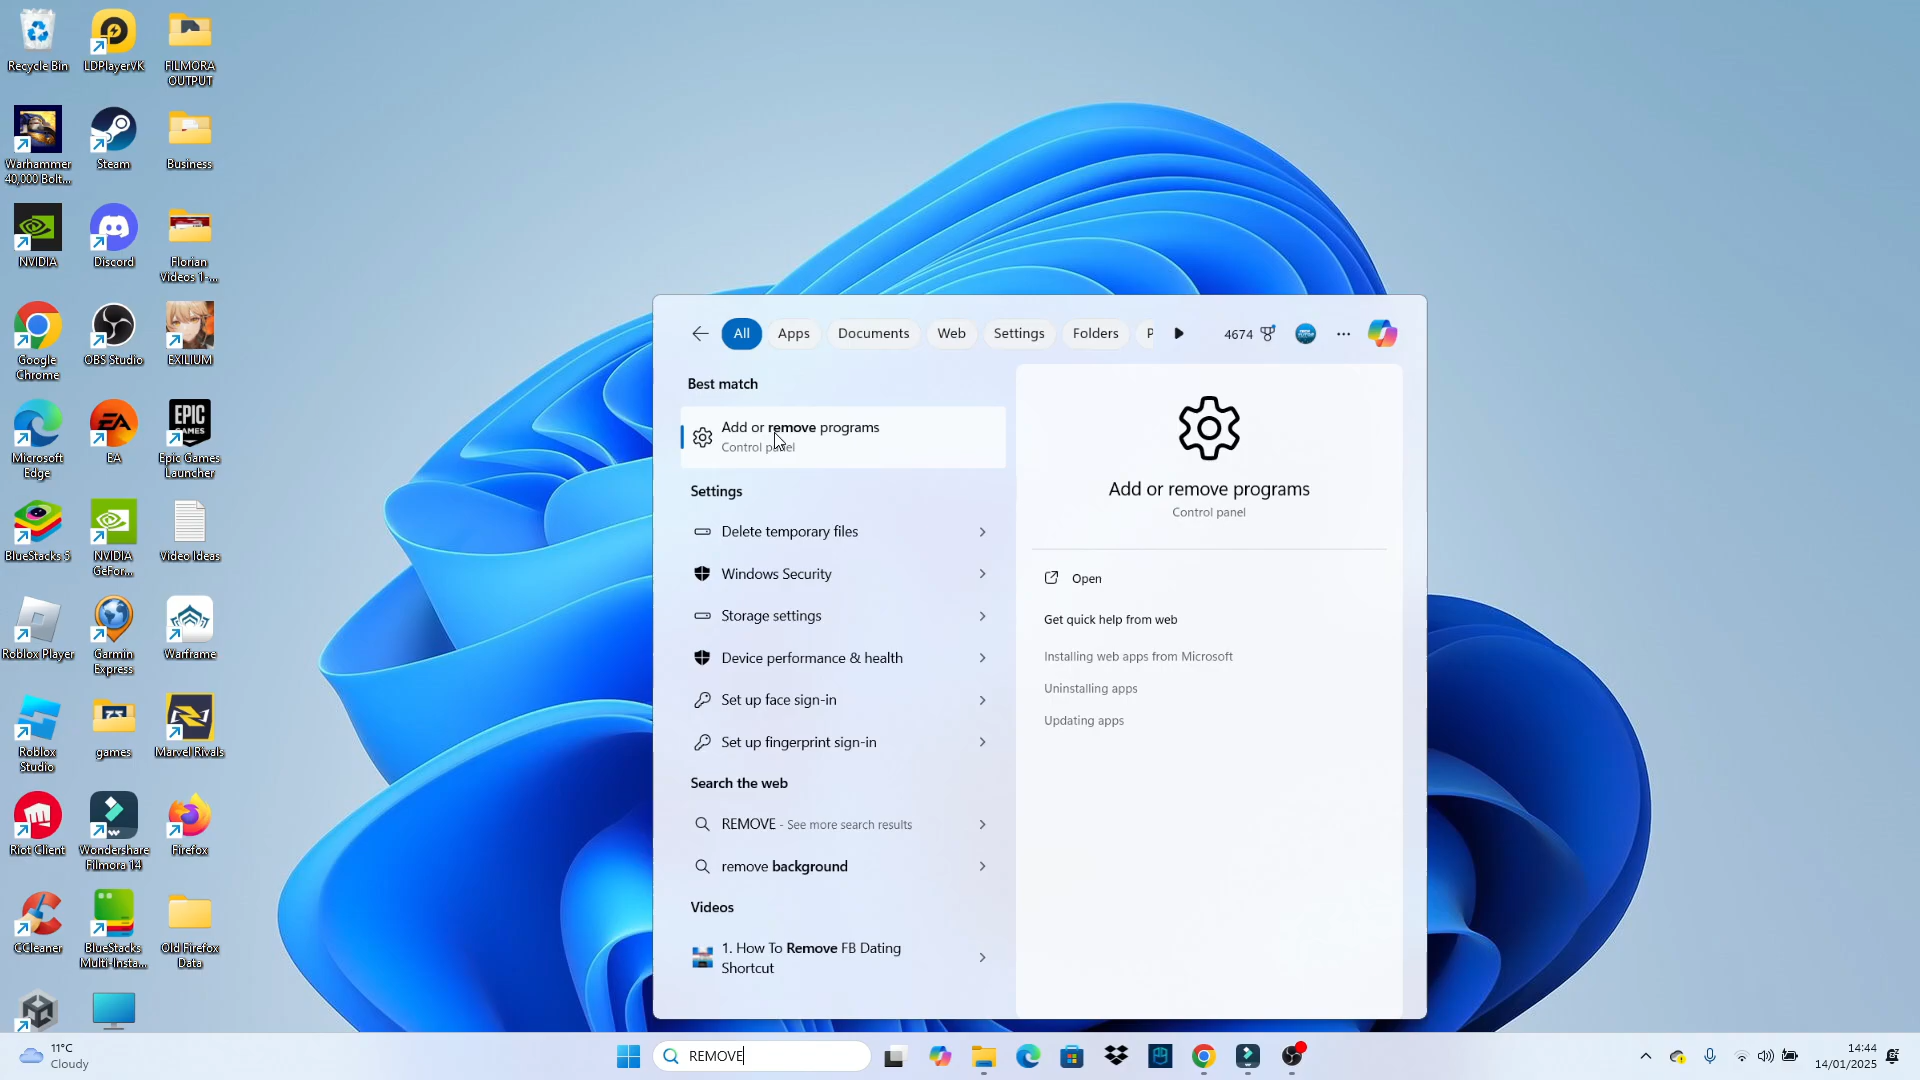 Recycle Bin
LDPlayerVK
FILMORA
OUTPUT
Warhammer
40,000 Bolt...
Steam
Business
NVIDIA
Discord
Florian
Videos 1-...
Google
Chrome
OBS Studio
EXILIUM
Microsoft
Edge
EA
EPIC
GAMES
Epic Games
Launcher
BlueStacks 5
NVIDIA
GeFor...
Video Ideas
Roblox Player
Garmin
Express
Warframe
Roblox
Studio
games
Marvel Rivals
Riot Client
Wondershare
Filmora 14
Firefox
CCleaner
BlueStacks
Multi-Insta...
Old Firefox
Data
All
Apps
Documents
Web
Settings
Folders
P
4674
Best match
Add or remove programs
Control panel
Settings
Delete temporary files
Windows Security
Storage settings
Device performance & health
Set up face sign-in
Set up fingerprint sign-in
Search the web
REMOVE - See more search results
remove background
Videos
1. How To Remove FB Dating
Shortcut
Add or remove programs
Control panel
Open
Get quick help from web
Installing web apps from Microsoft
Uninstalling apps
Updating apps
11°C
Cloudy
REMOVE
14:44
14/01/2025